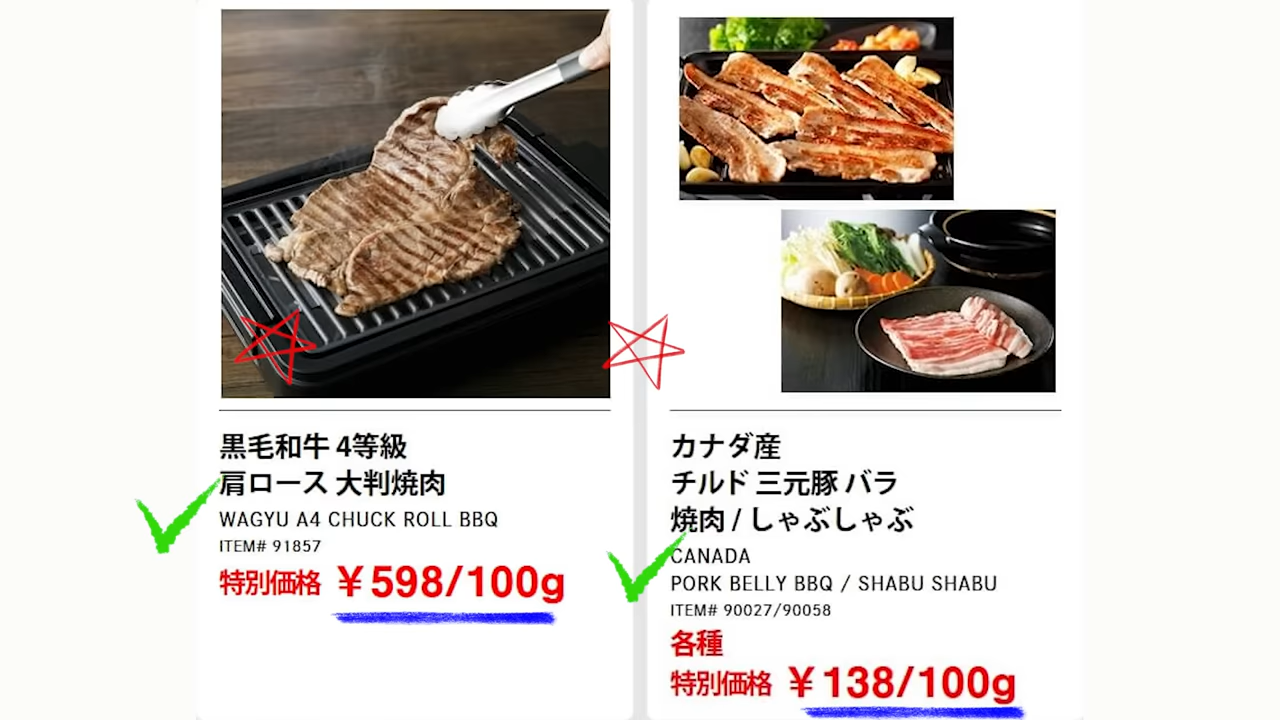 黒毛和牛 4等級
肩ロース 大判焼肉
WAGYU A4 CHUCK ROLL BBQ
ITEM# 91857
特別価格 ¥598/100g
カナダ産
チルド 三元豚 バラ
焼肉 / しゃぶしゃぶ
CANADA
PORK BELLY BBQ / SHABU SHABU
ITEM# 90027/90058
各種
特別価格 ¥138/100g